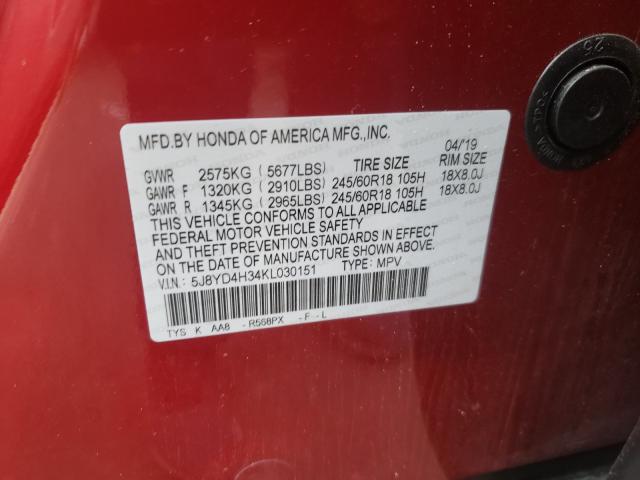 MFD.BY HONDA OF AMERICA MFG.,INC. 04/19
GVWR 2575KG (5677LBS) TIRE SIZE RIM SIZE
GAWR F 1320KG (2910LBS) 245/60R18 105H 18X8.0J
GAWR R 1345KG (2965LBS) 245/60R18 105H 18X8.0J
THIS VEHICLE CONFORMS TO ALL APPLICABLE
FEDERAL MOTOR VEHICLE SAFETY
AND THEFT PREVENTION STANDARDS IN EFFECT
ON THE DATE OF MANUFACTURE SHOWN ABOVE.
V.I.N.: 5J8YD4H34KL030151 TYPE: MPV
TYS K AA8 -R568PX -F--L
25